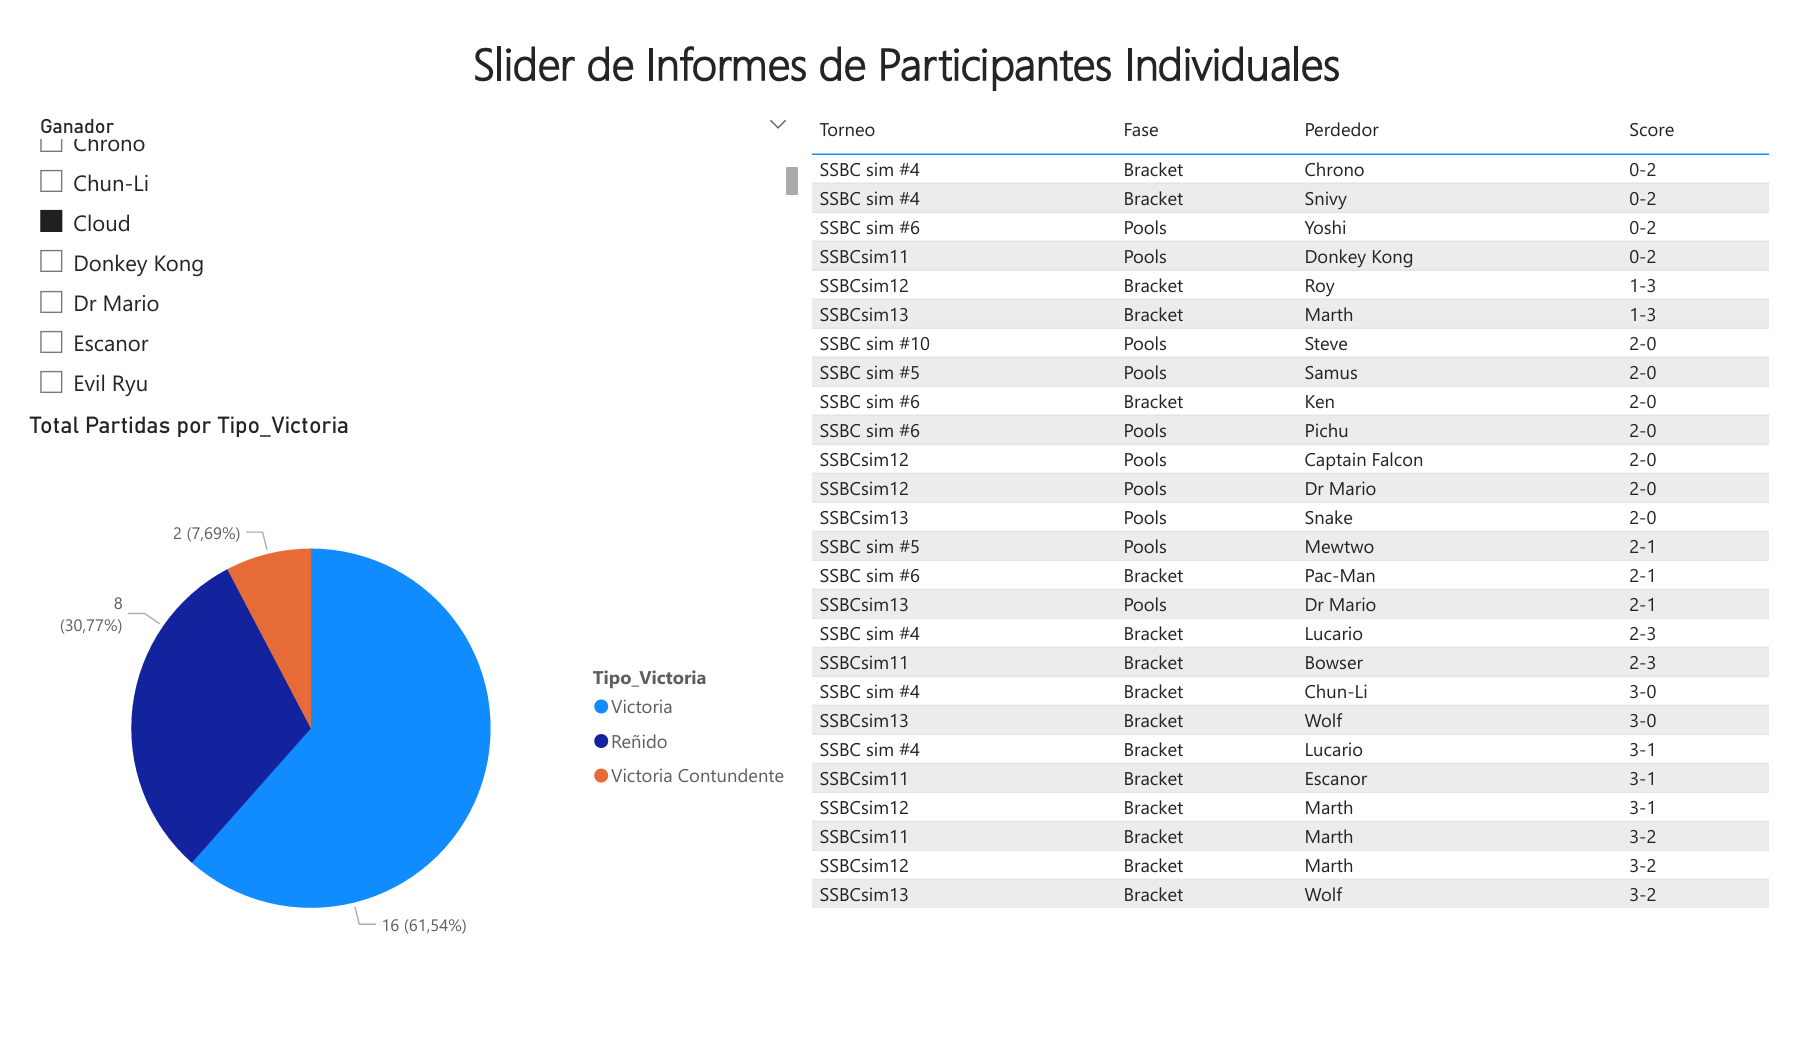 Slider de Informes de Participantes Individuales
Ganador
Chrono
Chun-Li
Cloud
Donkey Kong
Dr Mario
Escanor
Evil Ryu
Total Partidas por Tipo_Victoria
2 (7,69%)
8
(30,77%)
16 (61,54%)
Tipo_Victoria
Victoria
Reñido
Victoria Contundente
Torneo Fase Perdedor Score
SSBC sim #4 Bracket Chrono 0-2
SSBC sim #4 Bracket Snivy 0-2
SSBC sim #6 Pools Yoshi 0-2
SSBCsim11 Pools Donkey Kong 0-2
SSBCsim12 Bracket Roy 1-3
SSBCsim13 Bracket Marth 1-3
SSBC sim #10 Pools Steve 2-0
SSBC sim #5 Pools Samus 2-0
SSBC sim #6 Bracket Ken 2-0
SSBC sim #6 Pools Pichu 2-0
SSBCsim12 Pools Captain Falcon 2-0
SSBCsim12 Pools Dr Mario 2-0
SSBCsim13 Pools Snake 2-0
SSBC sim #5 Pools Mewtwo 2-1
SSBC sim #6 Bracket Pac-Man 2-1
SSBCsim13 Pools Dr Mario 2-1
SSBC sim #4 Bracket Lucario 2-3
SSBCsim11 Bracket Bowser 2-3
SSBC sim #4 Bracket Chun-Li 3-0
SSBCsim13 Bracket Wolf 3-0
SSBC sim #4 Bracket Lucario 3-1
SSBCsim11 Bracket Escanor 3-1
SSBCsim12 Bracket Marth 3-1
SSBCsim11 Bracket Marth 3-2
SSBCsim12 Bracket Marth 3-2
SSBCsim13 Bracket Wolf 3-2